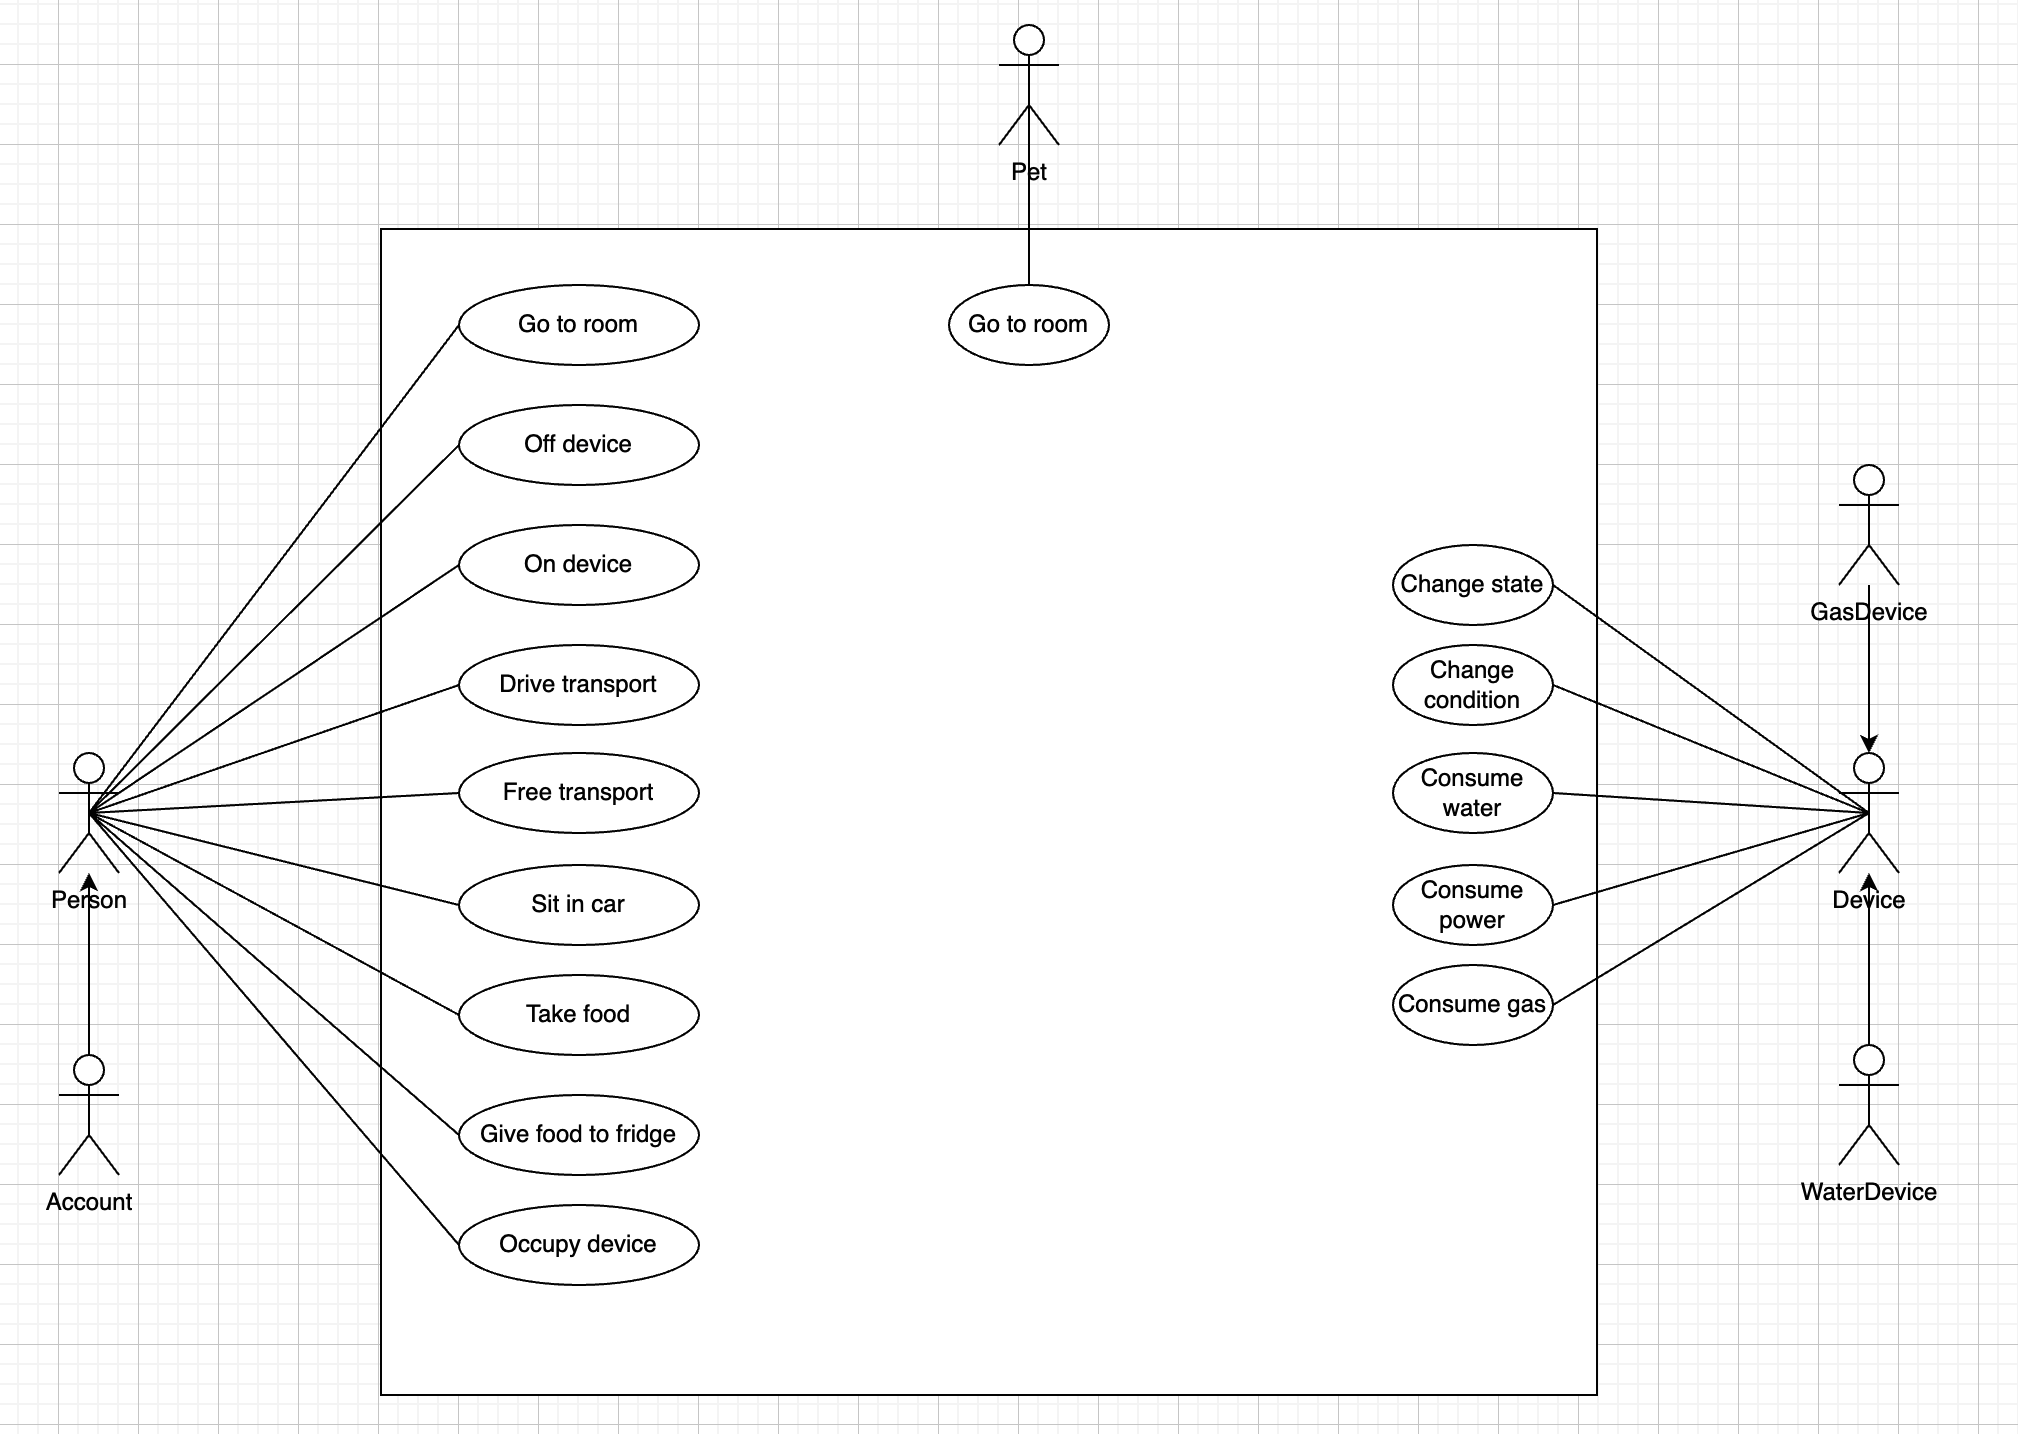 Pet
Go to room
Go to room
Off device
On device
Change state
GasDevice
Drive transport
Change
condition
Free transport
Consume
water
Person
Sit in car
Consume
power
Device
Take food
Consume gas
Give food to fridge
Account
WaterDevice
Occupy device